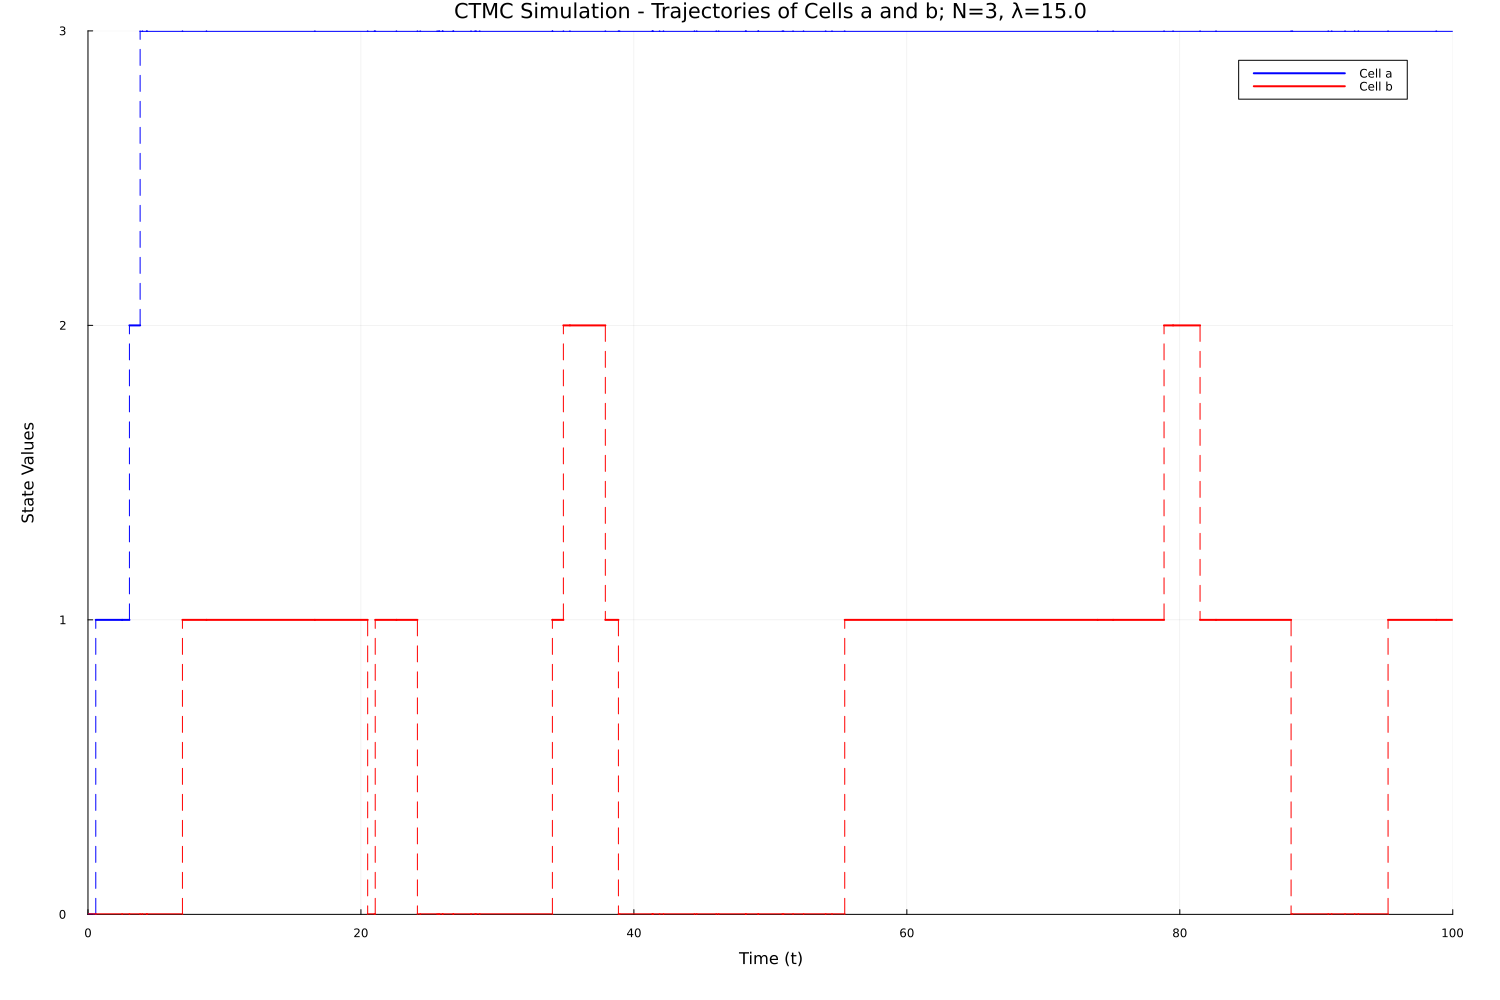 CTMC Simulation - Trajectories of Cells a and b; N=3, λ=15.0
3
Cell a
Cell b
2
State Values
1
0
0 20 40 60 80 100
Time (t)